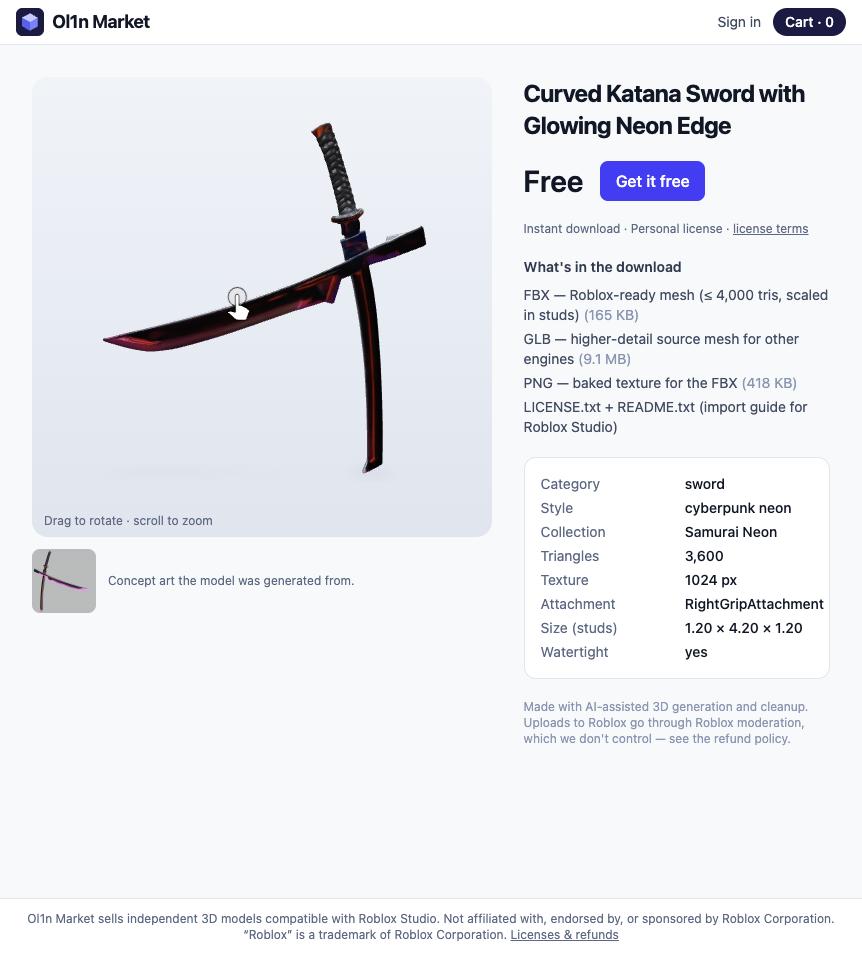 Ol1n Market
Sign in
Cart · 0
Curved Katana Sword with
Glowing Neon Edge
Free
Get it free
Instant download · Personal license · license terms
What's in the download
FBX — Roblox-ready mesh (≤ 4,000 tris, scaled
in studs) (165 KB)
GLB — higher-detail source mesh for other
engines (9.1 MB)
PNG — baked texture for the FBX (418 KB)
LICENSE.txt + README.txt (import guide for
Roblox Studio)
Category sword
Style cyberpunk neon
Collection Samurai Neon
Triangles 3,600
Texture 1024 px
Attachment RightGripAttachment
Size (studs) 1.20 × 4.20 × 1.20
Watertight yes
Made with AI-assisted 3D generation and cleanup.
Uploads to Roblox go through Roblox moderation,
which we don't control — see the refund policy.
Drag to rotate · scroll to zoom
Concept art the model was generated from.
Ol1n Market sells independent 3D models compatible with Roblox Studio. Not affiliated with, endorsed by, or sponsored by Roblox Corporation.
“Roblox” is a trademark of Roblox Corporation. Licenses & refunds